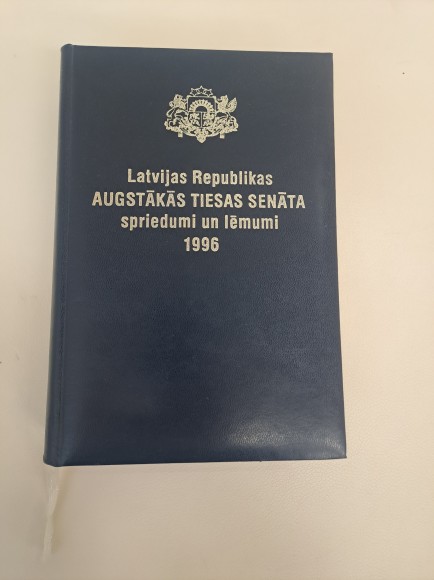 Latvijas Republikas
AUGSTĀKĀS TIESAS SENĀTA
spriedumi un lēmumi
1996